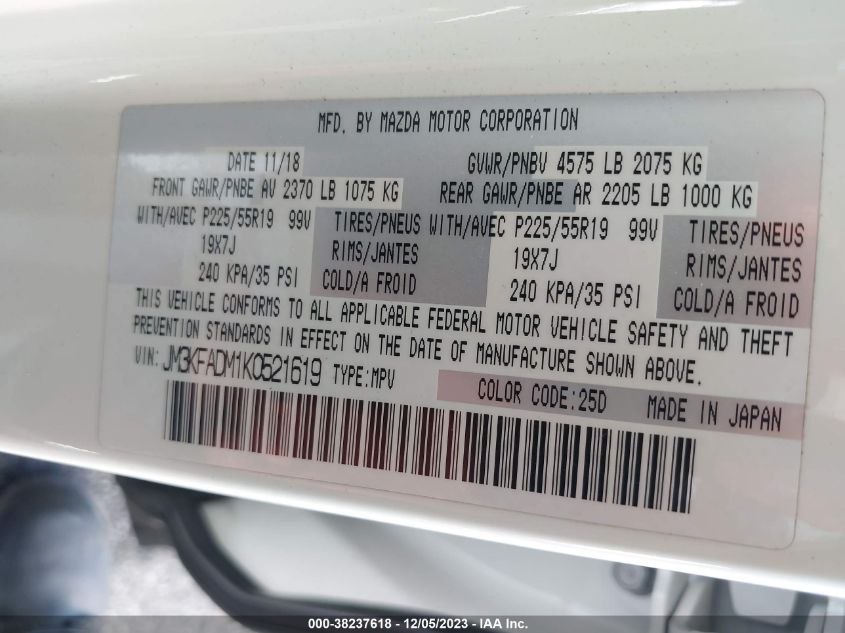 MFD. BY MAZDA MOTOR CORPORATION
DATE 11/18 GVWR/PNBV 4575 LB 2075 KG
FRONT GAWR/PNBE AV 2370 LB 1075 KG REAR GAWR/PNBE AR 2205 LB 1000 KG
WITH/AVEC P225/55R19 99V TIRES/PNEUS WITH/AVEC P225/55R19 99V TIRES/PNEUS
19X7J RIMS/JANTES 19X7J RIMS/JANTES
240 KPA/35 PSI COLD/A FROID 240 KPA/35 PSI COLD/A FROID
THIS VEHICLE CONFORMS TO ALL APPLICABLE FEDERAL MOTOR VEHICLE SAFETY AND THEFT
PREVENTION STANDARDS IN EFFECT ON THE DATE OF MANUFACTURE SHOWN ABOVE.
VIN: JM3KFADM1K0521619 TYPE:MPV COLOR CODE:25D MADE IN JAPAN
000-38237618 - 12/05/2023 - IAA Inc.